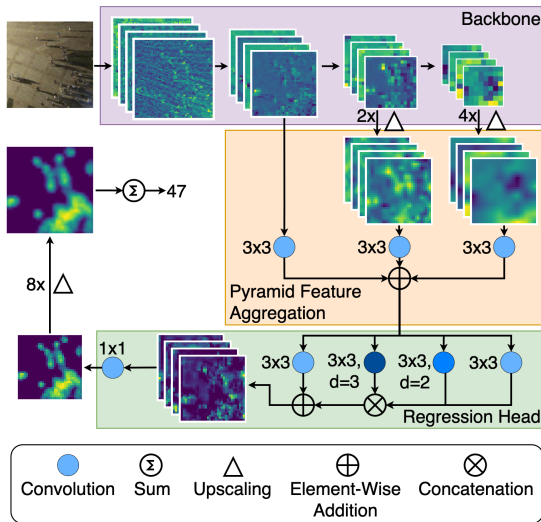 Backbone
2x
4x
47
3x3
3x3
3x3
8x
Pyramid Feature
Aggregation
1x1
3x3
3x3,
d=3
3x3,
d=2
3x3
Regression Head
Σ
Convolution
Sum
Upscaling
Element-Wise
Addition
Concatenation